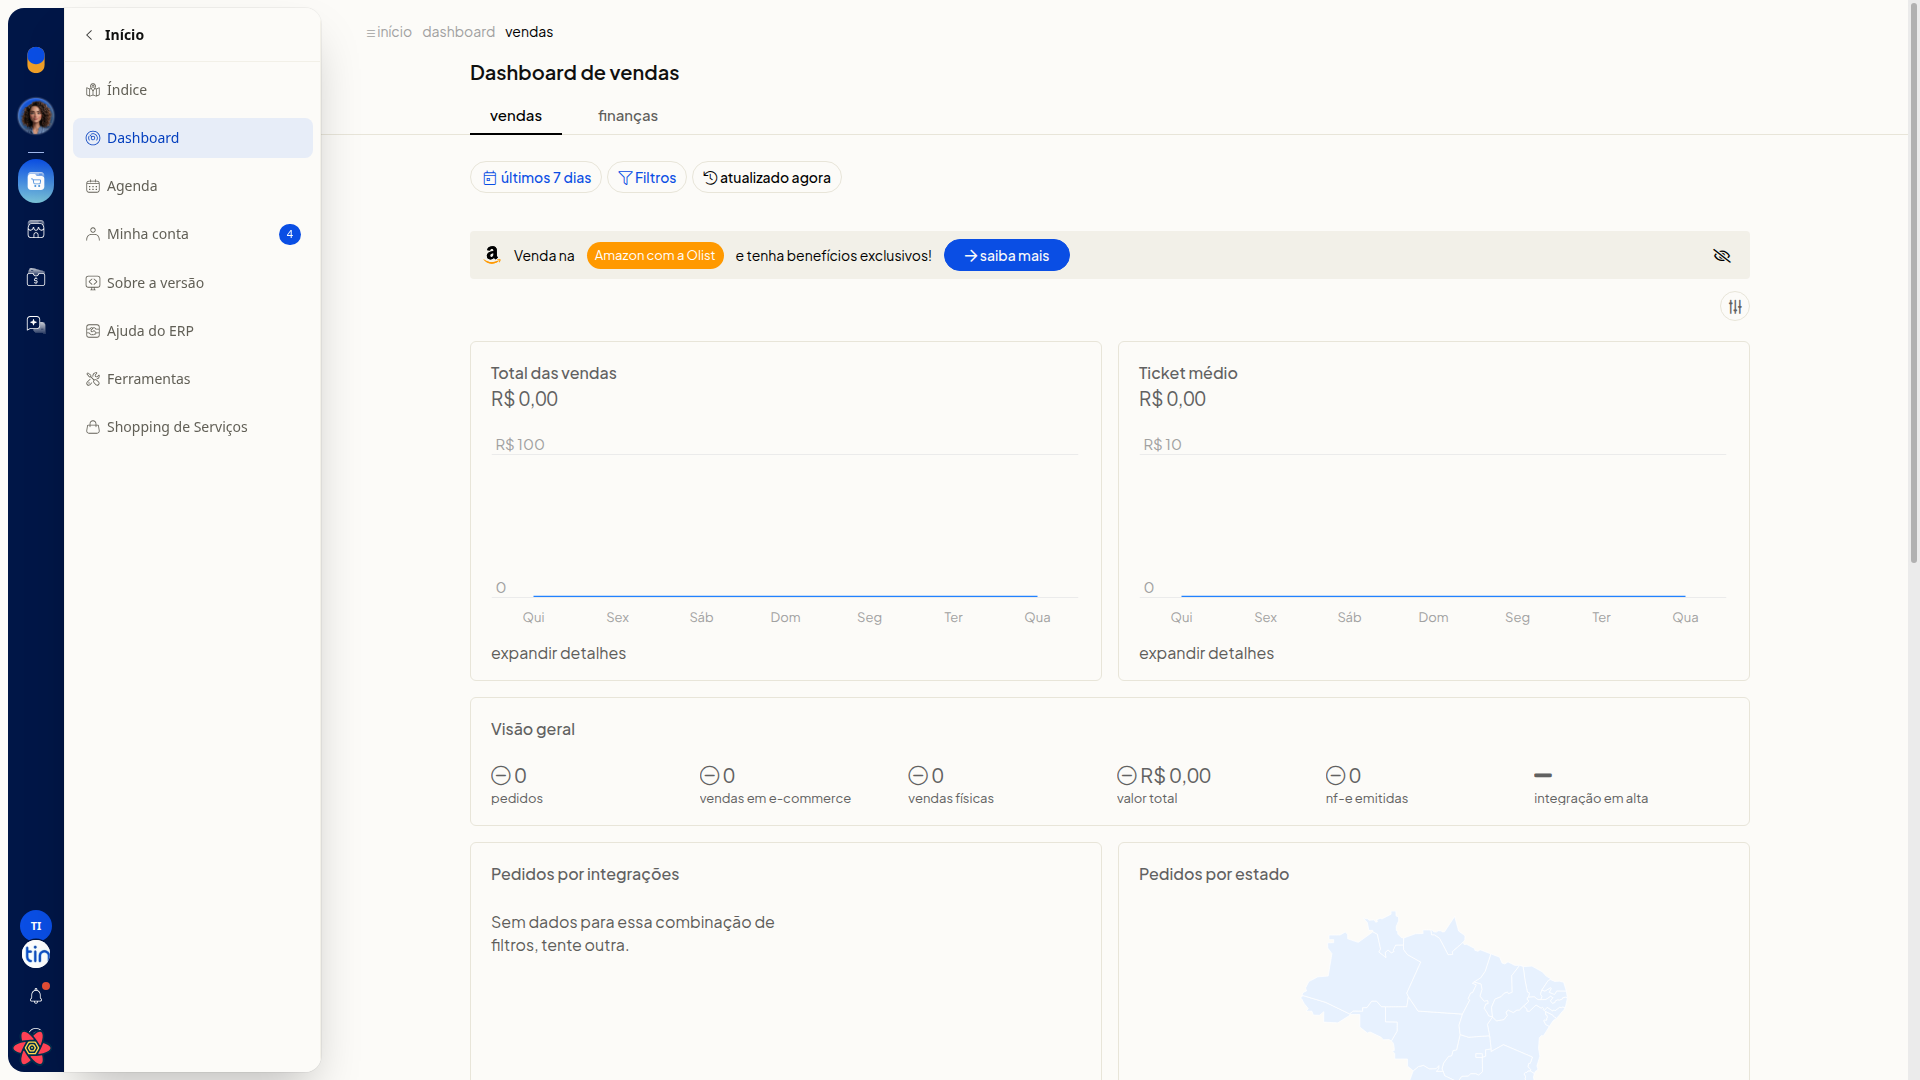 Início
Índice
Dashboard
Agenda
Minha conta
4
Sobre a versão
Ajuda do ERP
Ferramentas
Shopping de Serviços
TI
tin
início dashboard vendas
Dashboard de vendas
vendas finanças
últimos 7 dias Filtros atualizado agora
Venda na Amazon com a Olist e tenha benefícios exclusivos! saiba mais
Total das vendas
R$ 0,00
R$ 100
0
Qui Sex Sáb Dom Seg Ter Qua
expandir detalhes
Ticket médio
R$ 0,00
R$ 10
0
Qui Sex Sáb Dom Seg Ter Qua
expandir detalhes
Visão geral
0
pedidos
0
vendas em e-commerce
0
vendas físicas
R$ 0,00
valor total
0
nf-e emitidas
integração em alta
Pedidos por integrações
Sem dados para essa combinação de
filtros, tente outra.
Pedidos por estado